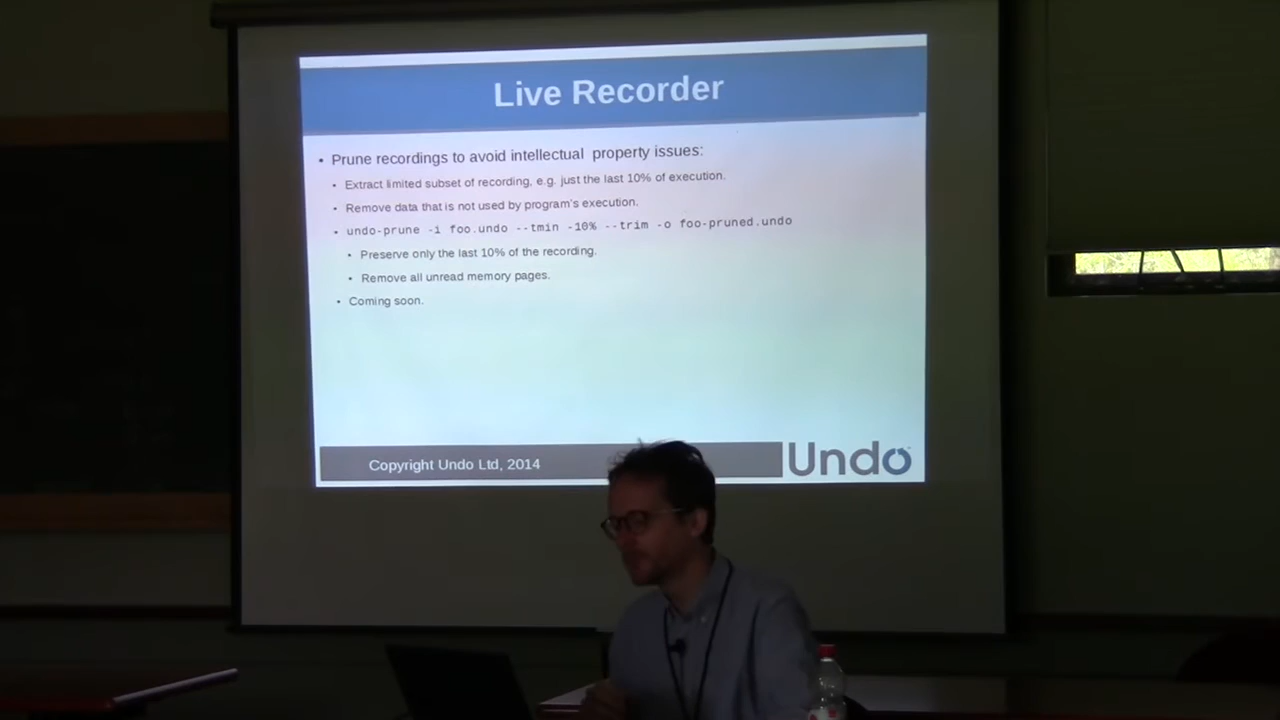 Live Recorder
• Prune recordings to avoid intellectual property issues:
• Extract limited subset of recording, e.g. just the last 10% of execution.
• Remove data that is not used by program's execution.
• undo-prune -i foo.undo --tmin -10% --trim -o foo-pruned.undo
• Preserve only the last 10% of the recording.
• Remove all unread memory pages.
• Coming soon.
Copyright Undo Ltd, 2014
Undo